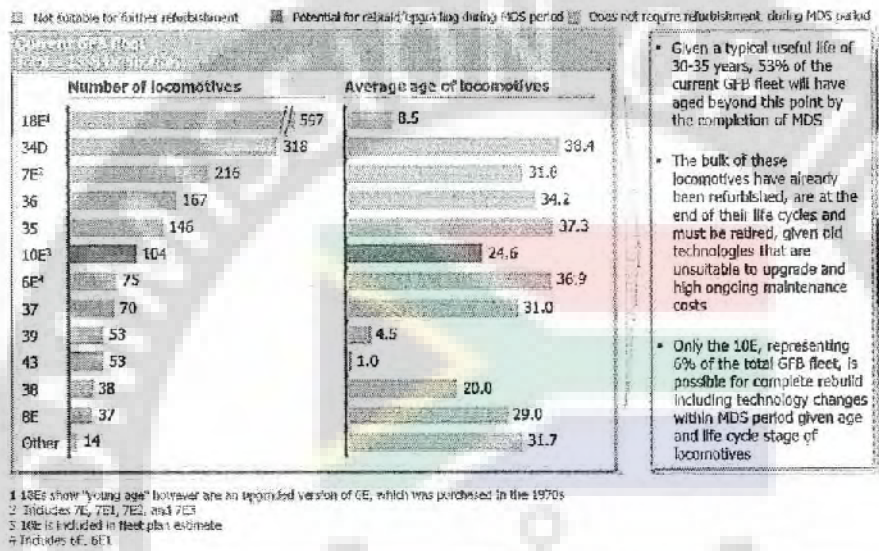 Not suitable for further refurbishment Potential for rebuild/upgrading during MDS period Does not require refurbishment during MDS period
Current GFB fleet
Number of locomotives Average age of locomotives
18E¹ 597 8.5
34D 318 38.4
7E² 216 31.8
36 167 34.2
35 146 37.3
10E³ 104 24.6
6E⁴ 75 36.9
37 70 31.0
39 53 4.5
43 53 1.0
38 38 20.0
8E 37 29.0
Other 14 31.7
• Given a typical useful life of
30-35 years, 53% of the
current GFB fleet will have
aged beyond this point by
the completion of MDS
• The bulk of these
locomotives have already
been refurbished, are at the
end of their life cycles and
must be retired, given old
technologies that are
unsuitable to upgrade and
high ongoing maintenance
costs
• Only the 10E, representing
6% of the total GFB fleet, is
possible for complete rebuild
including technology changes
within MDS period given age
and life cycle stage of
locomotives
1 18Es show "young age" however are an upgraded version of 6E, which was purchased in the 1970s
2 Includes 7E, 7E1, 7E2, and 7E3
3 10E is included in fleet plan estimate
4 Includes 6E, 6E1